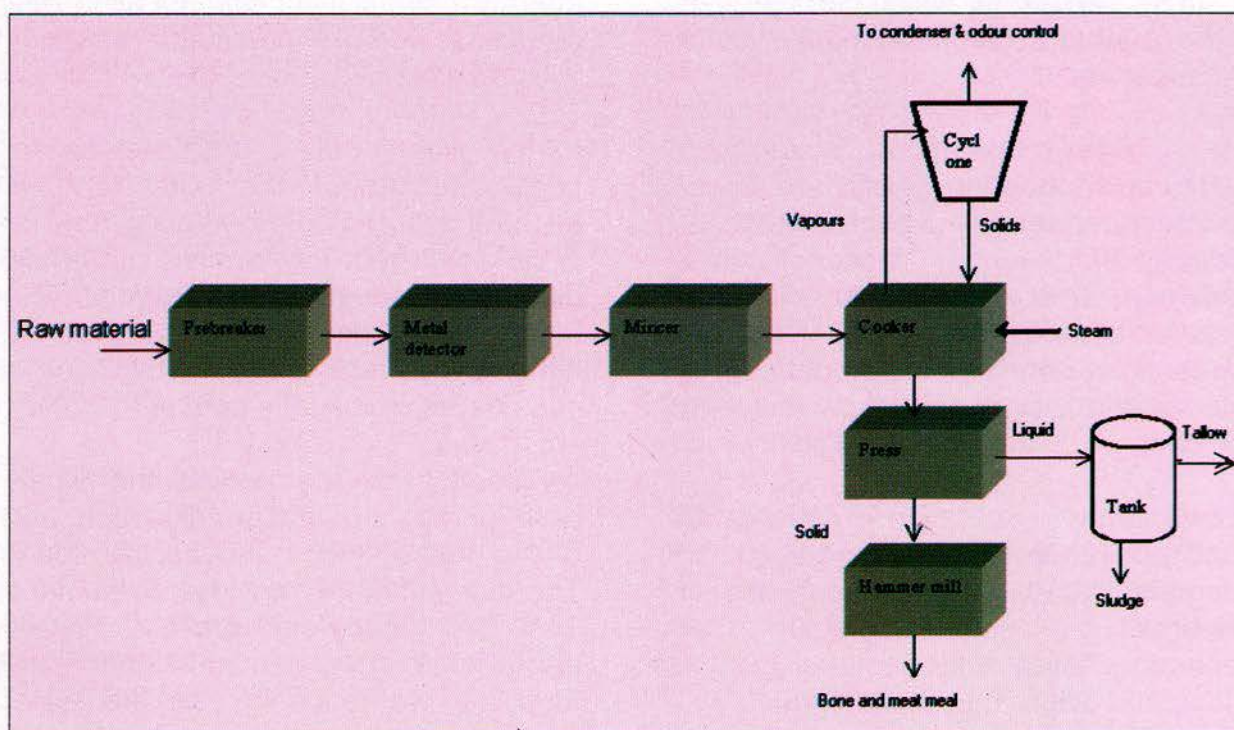 To condenser & odour control
Cycl
one
Vapours
Solids
Raw material
Prebreaker
Metal
detector
Mincer
Cooker
Steam
Press
Liquid
Tallow
Tank
Solid
Hammer mill
Sludge
Bone and meat meal